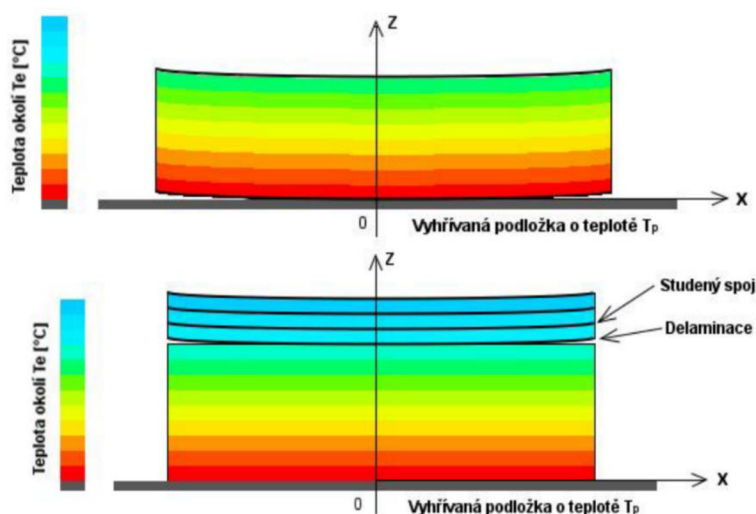 Z
Teplota okolí Te [°C]
X
0
Vyhřívaná podložka o teplotě Tp
Z
Studený spoj
Delaminace
Teplota okolí Te [°C]
X
0
Vyhřívaná podložka o teplotě Tp